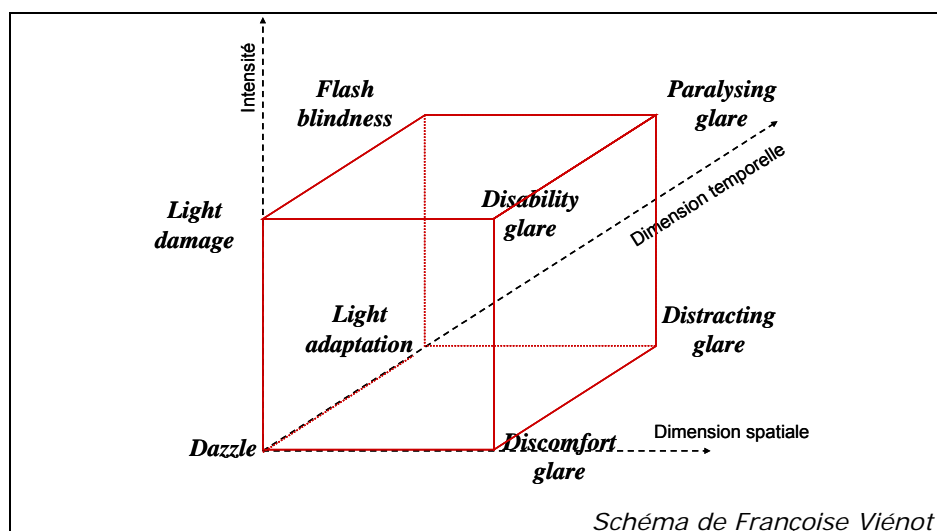 Intensité
Flash
blindness
Paralysing
glare
Dimension temporelle
Light
damage
Disability
glare
Light
adaptation
Distracting
glare
Dazzle
Discomfort
glare
Dimension spatiale
Schéma de Françoise Viénot